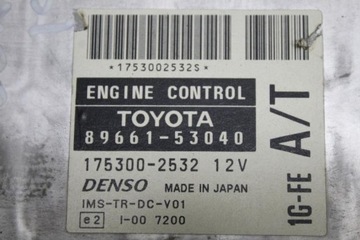 *1753002532S*
ENGINE CONTROL
TOYOTA
89661-53040
175300-2532 12V
DENSO MADE IN JAPAN
IMS-TR-DC-Y01
e2 I-00 7200
1G-FE A/T